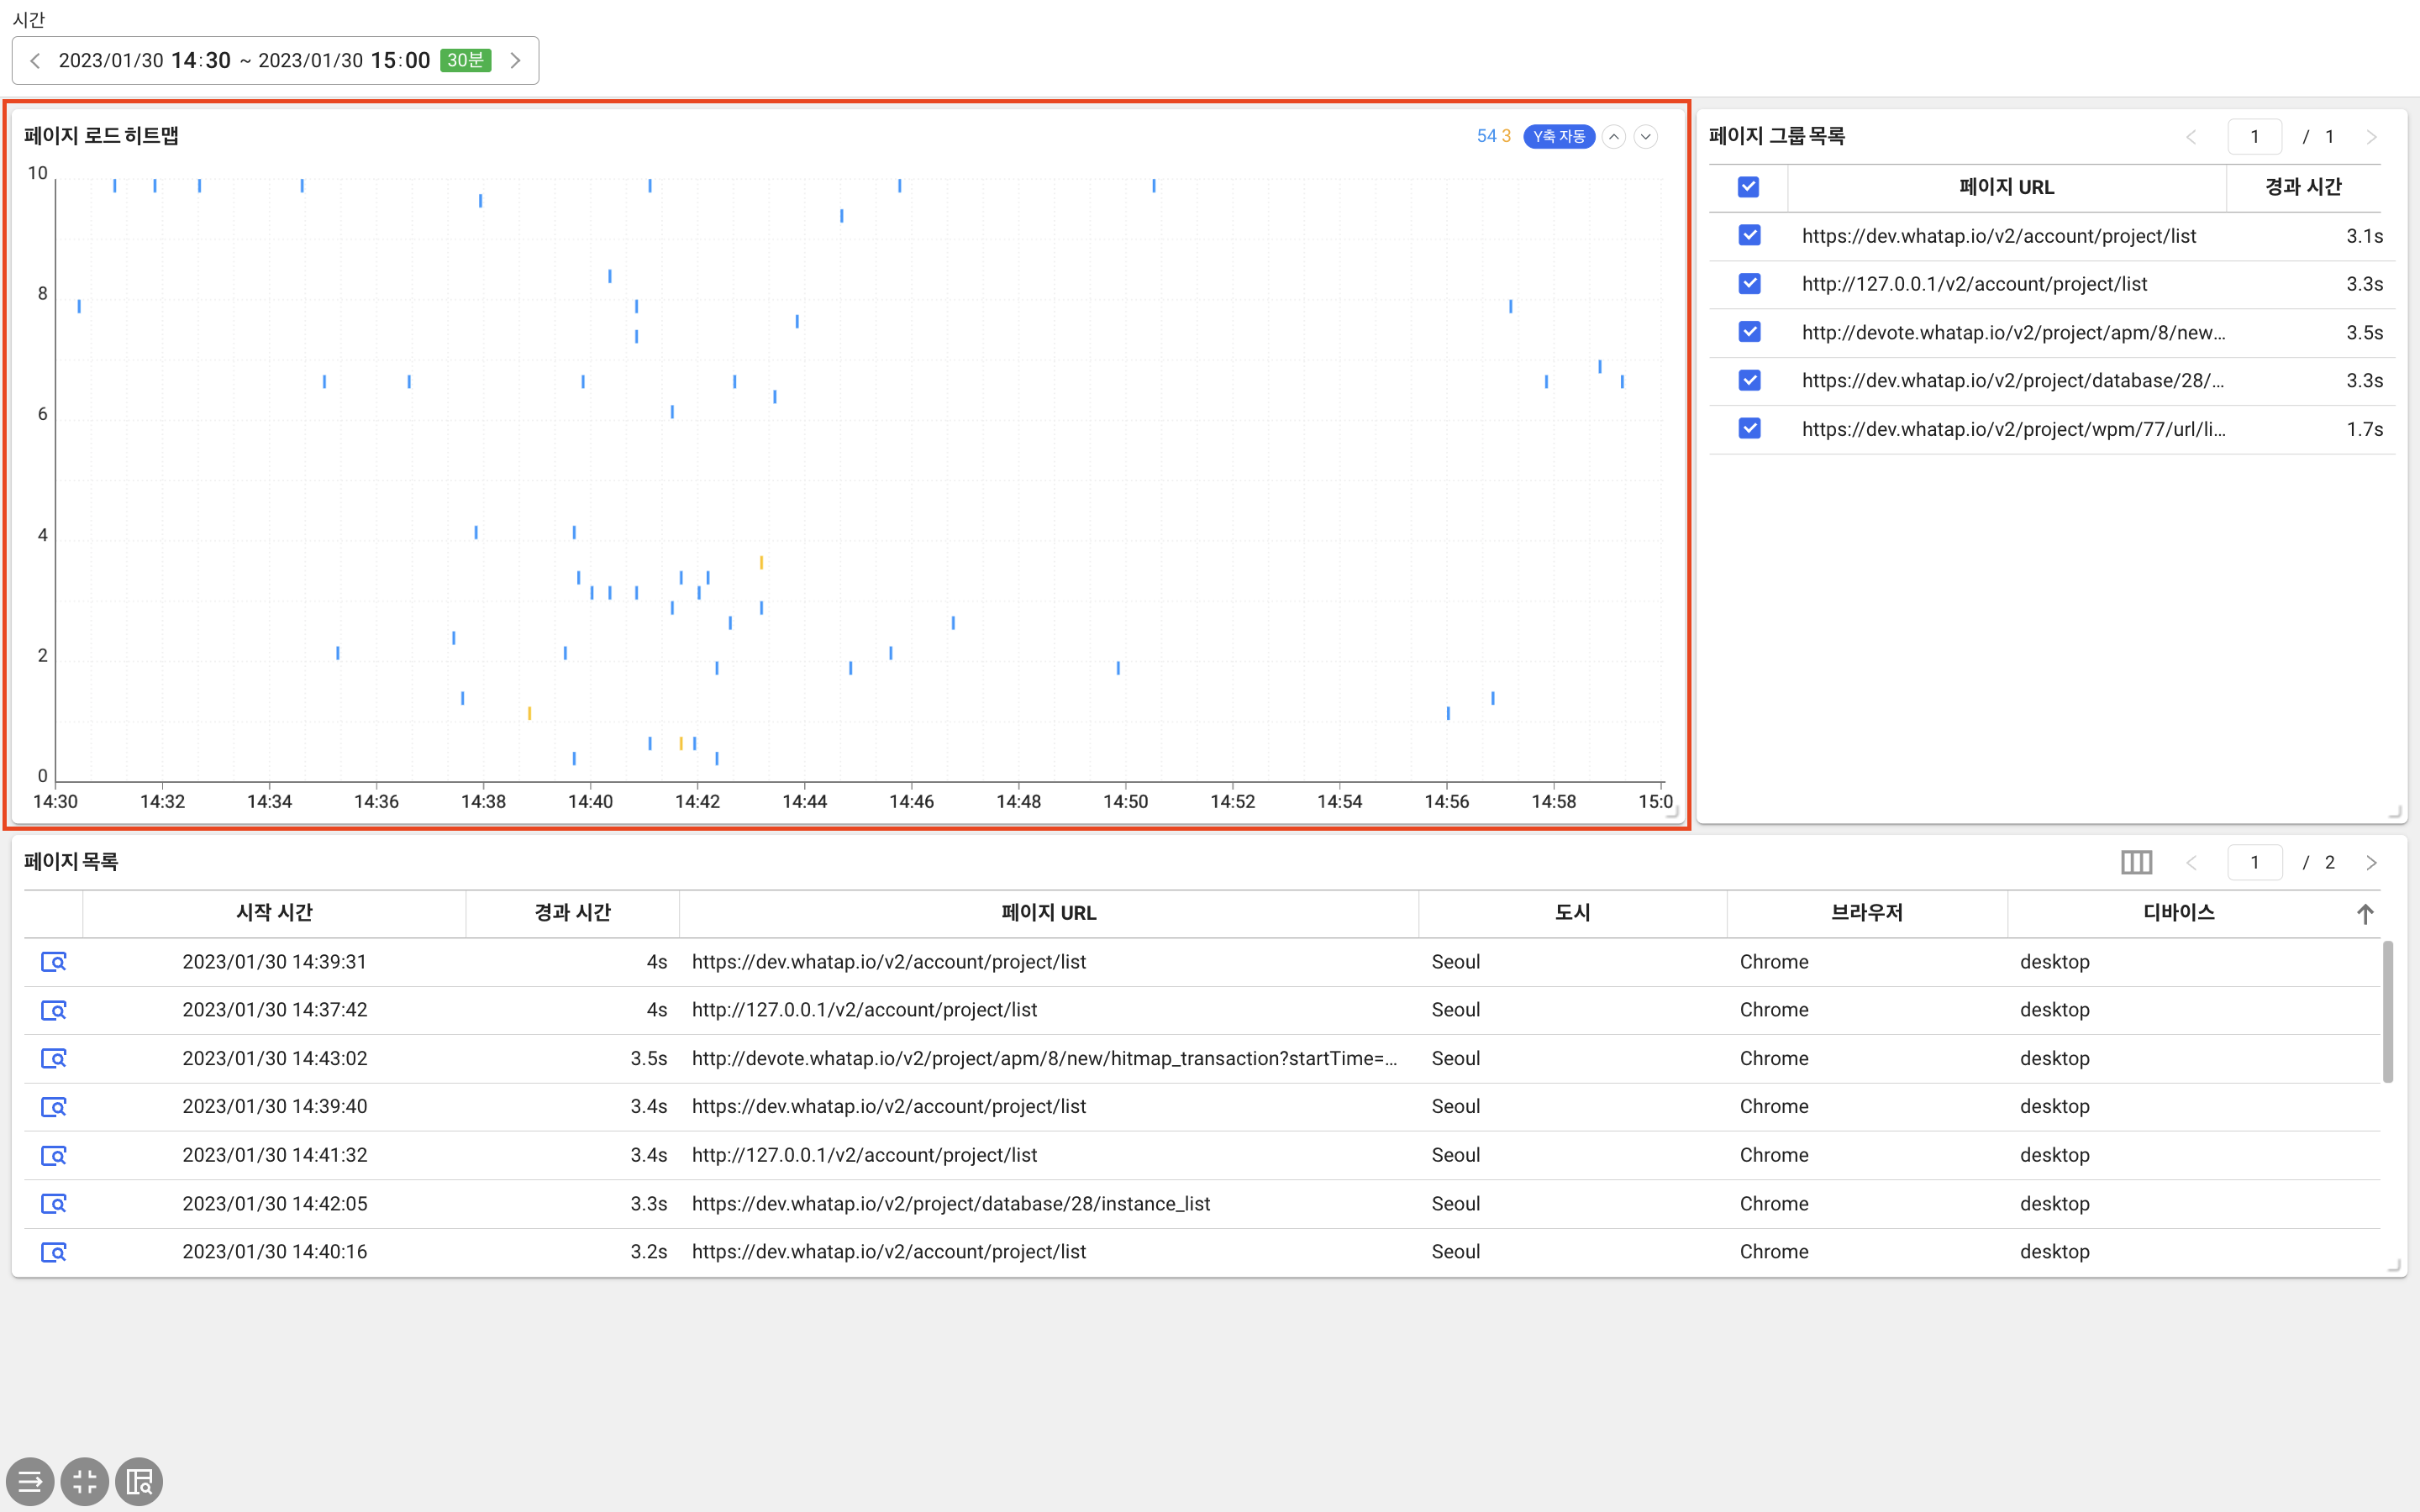 시간
2023/01/30 14:30 ~ 2023/01/30 15:00 30분
페이지 로드 히트맵
54 3 Y축 자동
10
8
6
4
2
0
14:30 14:32 14:34 14:36 14:38 14:40 14:42 14:44 14:46 14:48 14:50 14:52 14:54 14:56 14:58 15:0
페이지 그룹 목록
1 / 1
페이지 URL 경과 시간
https://dev.whatap.io/v2/account/project/list 3.1s
http://127.0.0.1/v2/account/project/list 3.3s
http://devote.whatap.io/v2/project/apm/8/new... 3.5s
https://dev.whatap.io/v2/project/database/28/... 3.3s
https://dev.whatap.io/v2/project/wpm/77/url/li... 1.7s
페이지 목록
1 / 2
시작 시간 경과 시간 페이지 URL 도시 브라우저 디바이스
2023/01/30 14:39:31 4s https://dev.whatap.io/v2/account/project/list Seoul Chrome desktop
2023/01/30 14:37:42 4s http://127.0.0.1/v2/account/project/list Seoul Chrome desktop
2023/01/30 14:43:02 3.5s http://devote.whatap.io/v2/project/apm/8/new/hitmap_transaction?startTime=... Seoul Chrome desktop
2023/01/30 14:39:40 3.4s https://dev.whatap.io/v2/account/project/list Seoul Chrome desktop
2023/01/30 14:41:32 3.4s http://127.0.0.1/v2/account/project/list Seoul Chrome desktop
2023/01/30 14:42:05 3.3s https://dev.whatap.io/v2/project/database/28/instance_list Seoul Chrome desktop
2023/01/30 14:40:16 3.2s https://dev.whatap.io/v2/account/project/list Seoul Chrome desktop